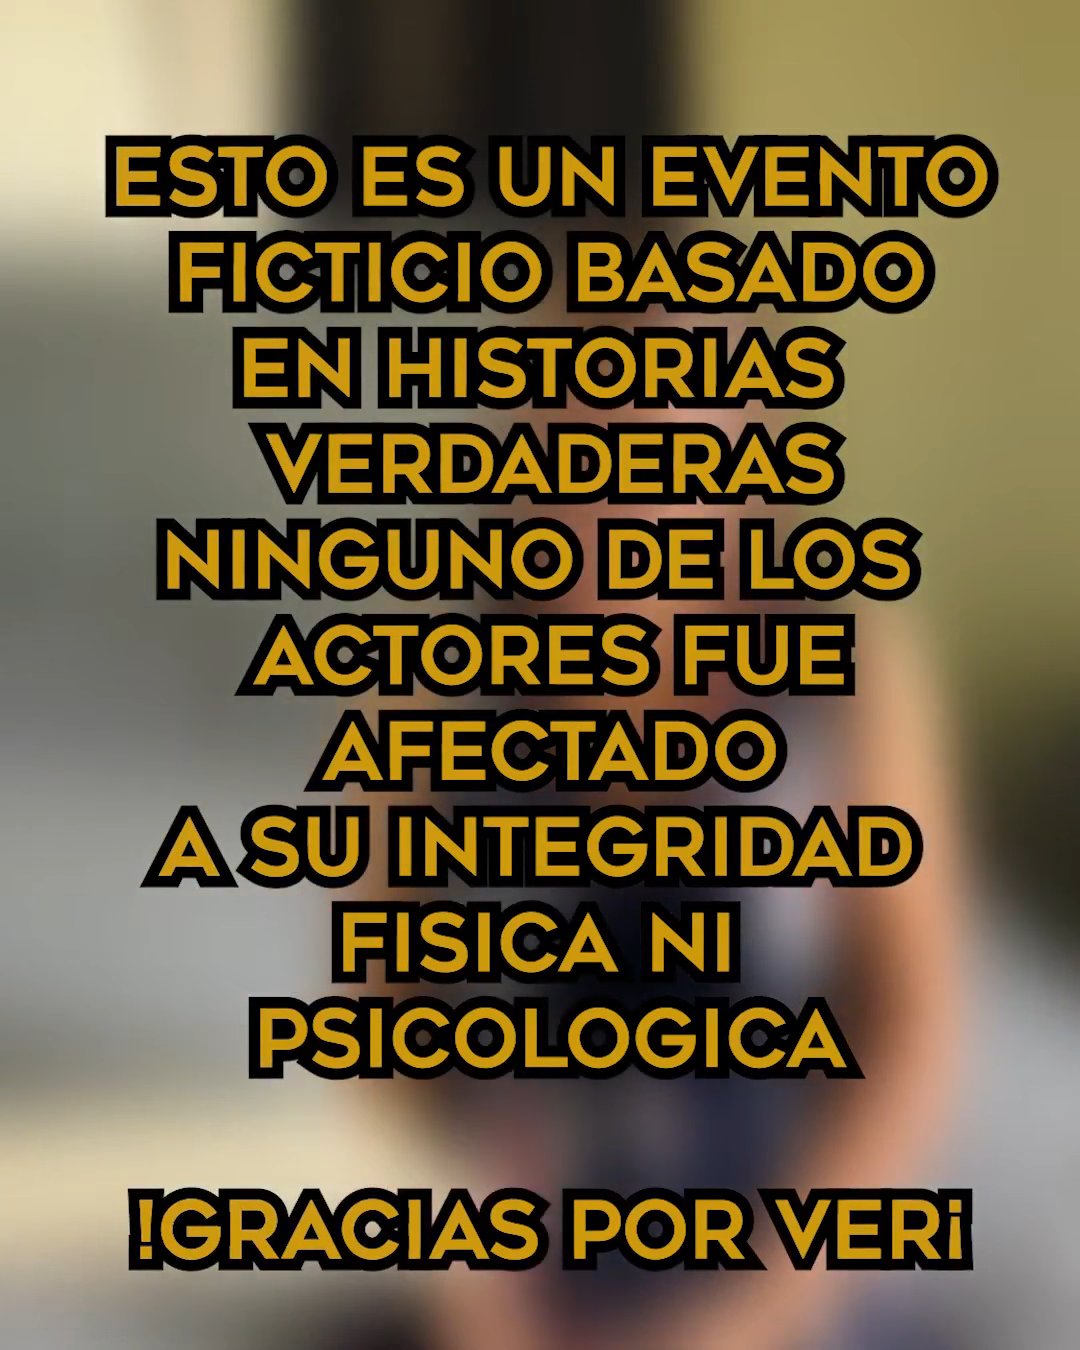 ESTO ES UN EVENTO
FICTICIO BASADO
EN HISTORIAS
VERDADERAS
NINGUNO DE LOS
ACTORES FUE
AFECTADO
A SU INTEGRIDAD
FISICA NI
PSICOLOGICA
!GRACIAS POR VER¡